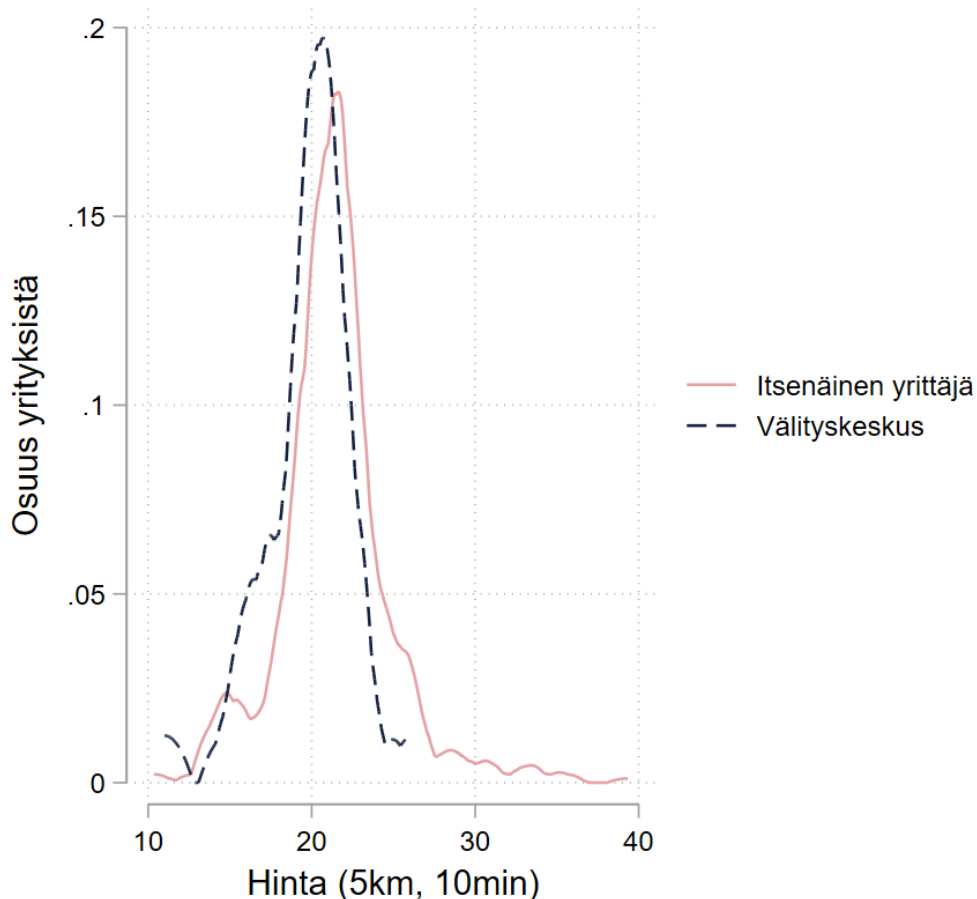 .2
.15
.1
.05
0
Osuus yrityksistä
10 20 30 40
Hinta (5km, 10min)
Itsenäinen yrittäjä
Välityskeskus